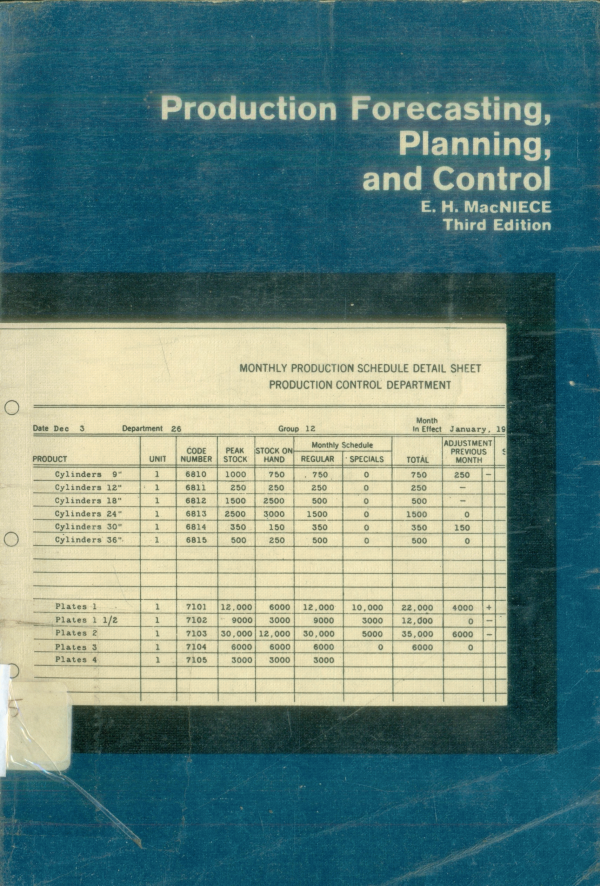 Production Forecasting,
Planning,
and Control
E. H. MacNIECE
Third Edition
MONTHLY PRODUCTION SCHEDULE DETAIL SHEET
PRODUCTION CONTROL DEPARTMENT
Date Dec 3 Department 26 Group 12 Month In Effect January, 19
PRODUCT UNIT CODE NUMBER PEAK STOCK STOCK ON HAND Monthly Schedule REGULAR SPECIALS TOTAL ADJUSTMENT PREVIOUS MONTH
Cylinders 9" 1 6810 1000 750 750 0 750 250 -
Cylinders 12" 1 6811 250 250 250 0 250 -
Cylinders 18" 1 6812 1500 2500 500 0 500 -
Cylinders 24" 1 6813 2500 3000 1500 0 1500 0
Cylinders 30" 1 6814 350 150 350 0 350 150
Cylinders 36" 1 6815 500 250 500 0 500 0
Plates 1 1 7101 12,000 6000 12,000 10,000 22,000 4000 +
Plates 1 1/2 1 7102 9000 3000 9000 3000 12,000 0 -
Plates 2 1 7103 30,000 12,000 30,000 5000 35,000 6000 -
Plates 3 1 7104 6000 6000 6000 0 6000 0
Plates 4 1 7105 3000 3000 3000